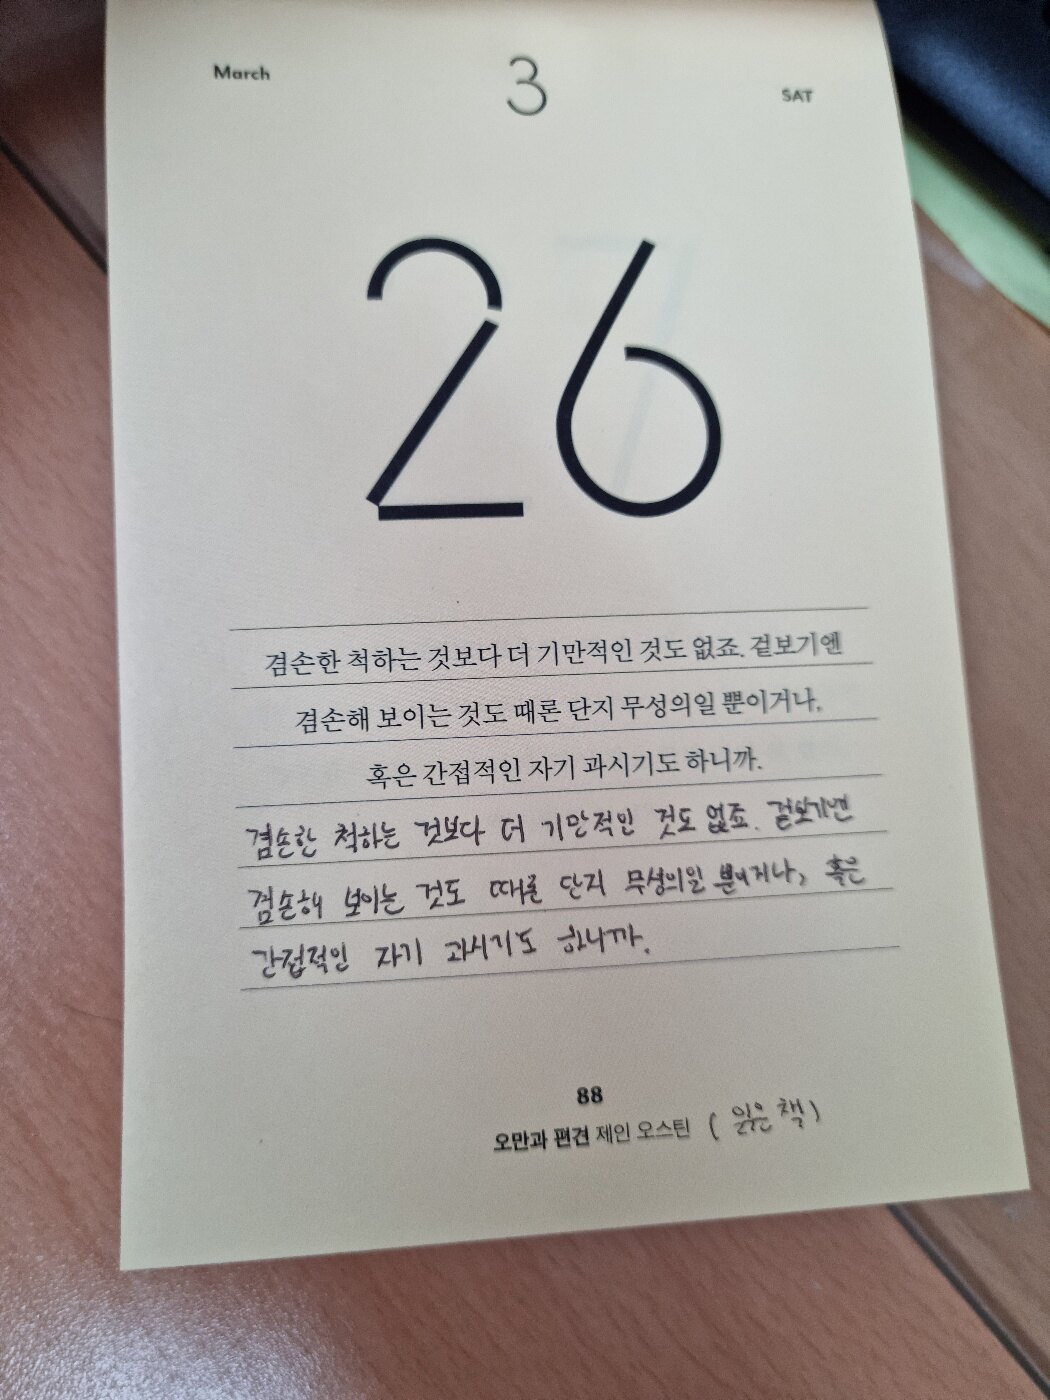 March
3
SAT
26
겸손한 척하는 것보다 더 기만적인 것도 없죠. 겉보기엔
겸손해 보이는 것도 때론 단지 무성의일 뿐이거나,
혹은 간접적인 자기 과시기도 하니까.
겸손한 척하는 것보다 더 기만적인 것도 없죠. 겉보기엔
겸손해 보이는 것도 때론 단지 무성의일 뿐이거나, 혹은
간접적인 자기 과시기도 하니까.
88
오만과 편견 제인 오스틴 (읽은 책)